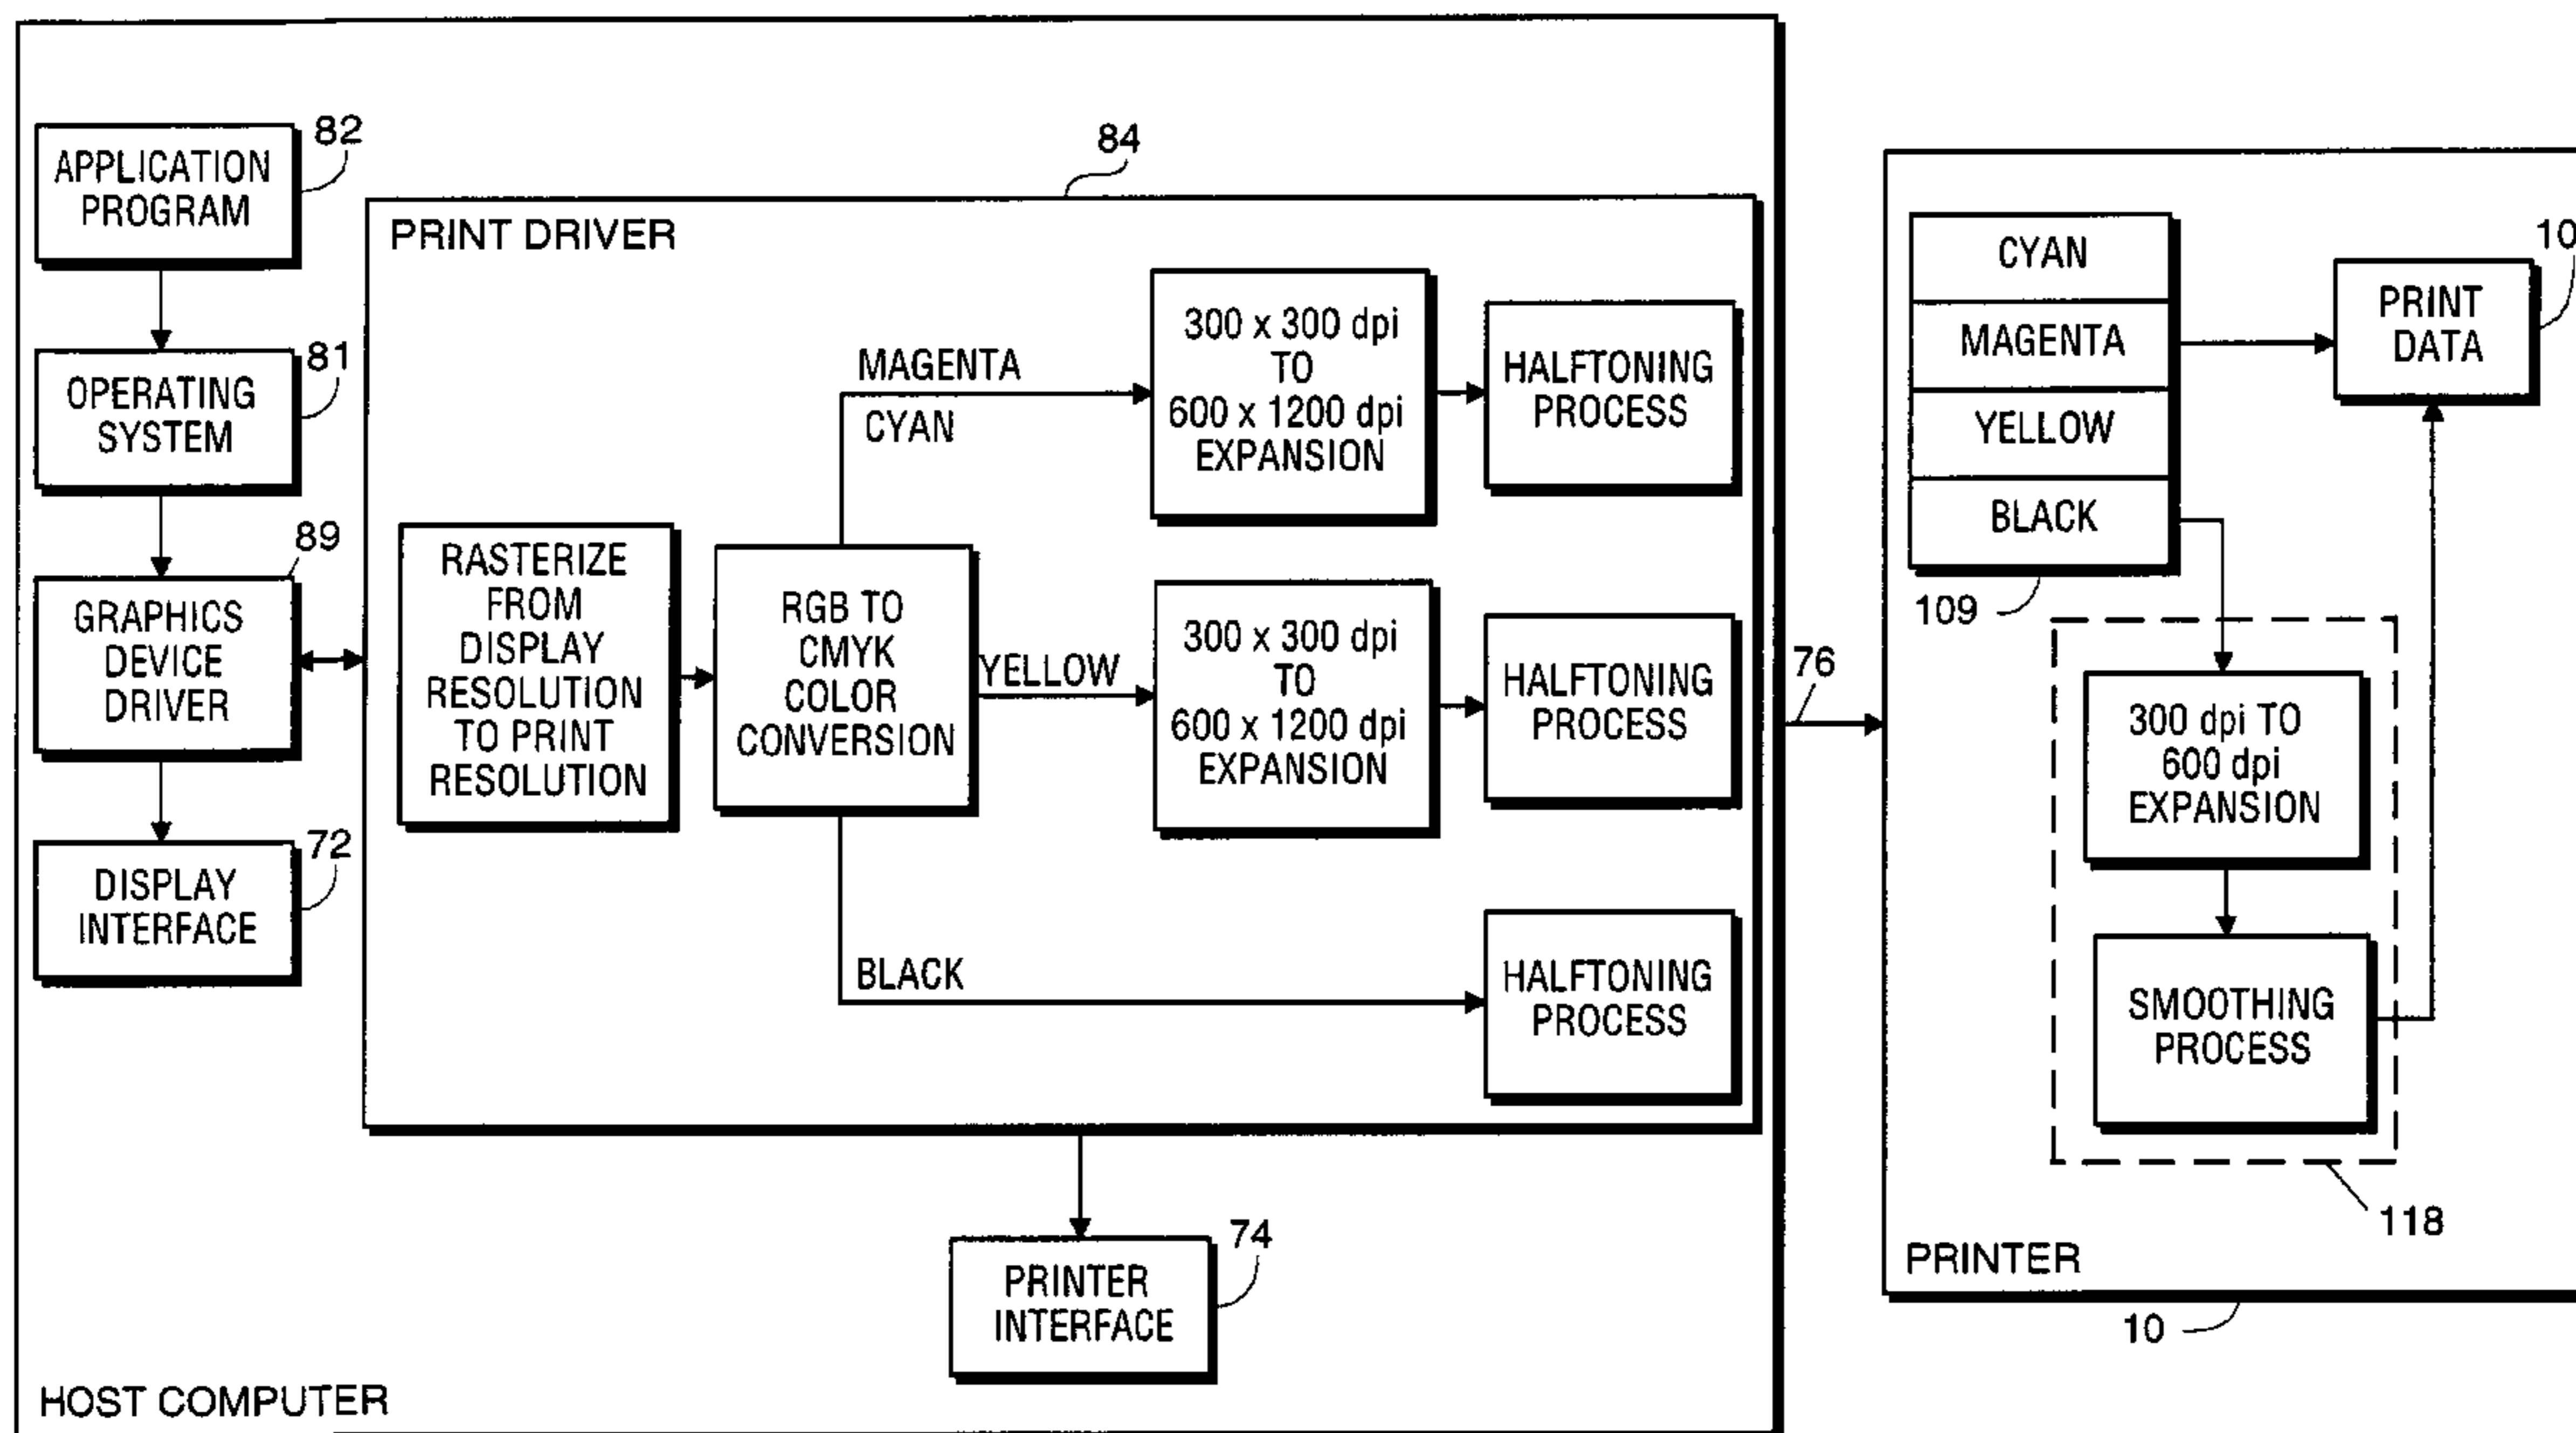 82
APPLICATION
PROGRAM
81
OPERATING
SYSTEM
89
GRAPHICS
DEVICE
DRIVER
72
DISPLAY
INTERFACE
84
PRINT DRIVER
RASTERIZE
FROM
DISPLAY
RESOLUTION
TO PRINT
RESOLUTION
RGB TO
CMYK
COLOR
CONVERSION
MAGENTA
CYAN
300 x 300 dpi
TO
600 x 1200 dpi
EXPANSION
HALFTONING
PROCESS
YELLOW
300 x 300 dpi
TO
600 x 1200 dpi
EXPANSION
HALFTONING
PROCESS
BLACK
HALFTONING
PROCESS
74
PRINTER
INTERFACE
HOST COMPUTER
76
CYAN
MAGENTA
YELLOW
BLACK
109
10
PRINT
DATA
300 dpi TO
600 dpi
EXPANSION
SMOOTHING
PROCESS
118
PRINTER
10